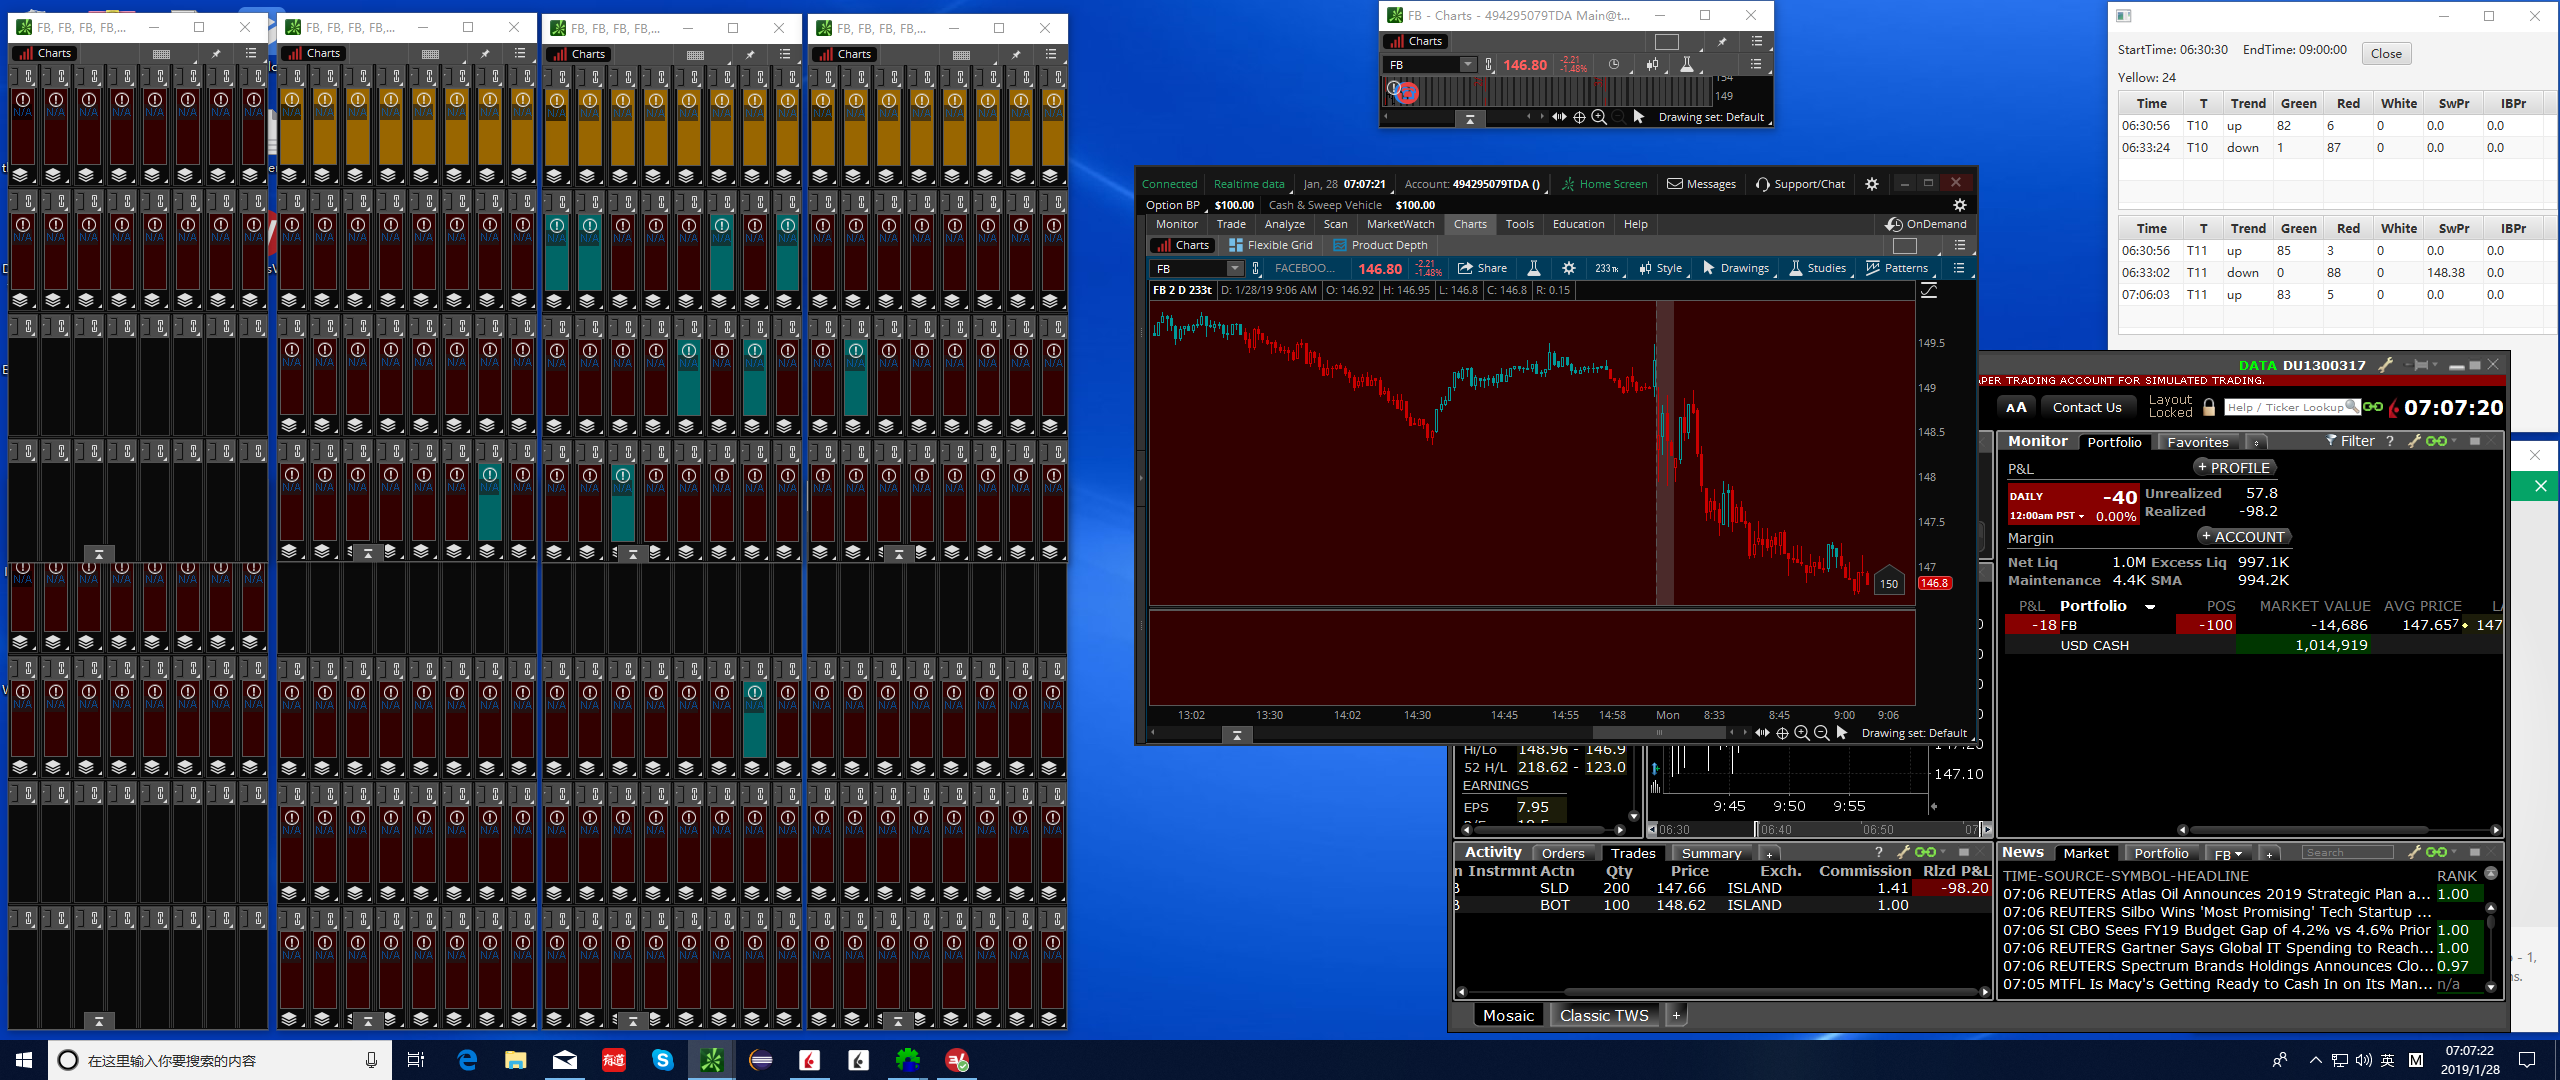 FB, FB, FB, FB,...
FB, FB, FB, FB,...
FB, FB, FB, FB,...
FB, FB, FB, FB,...
Charts
Charts
Charts
Charts
FB - Charts - 494295079TDA Main@t...
Charts
FB
146.80
-2.21
-1.48%
154
149
Drawing set: Default
StartTime: 06:30:30 EndTime: 09:00:00 Close
Yellow: 24
Time T Trend Green Red White SwPr IBPr
06:30:56 T10 up 82 6 0 0.0 0.0
06:33:24 T10 down 1 87 0 0.0 0.0
Time T Trend Green Red White SwPr IBPr
06:30:56 T11 up 85 3 0 0.0 0.0
06:33:02 T11 down 0 88 0 148.38 0.0
07:06:03 T11 up 83 5 0 0.0 0.0
Connected Realtime data Jan, 28 07:07:21 Account: 494295079TDA () Home Screen Messages Support/Chat
Option BP $100.00 Cash & Sweep Vehicle $100.00
Monitor Trade Analyze Scan MarketWatch Charts Tools Education Help OnDemand
Charts Flexible Grid Product Depth
FB FACEBOO... 146.80 -2.21 -1.48% Share 233tk Style Drawings Studies Patterns
FB 2 D 233t D: 1/28/19 9:06 AM O: 146.92 H: 146.95 L: 146.8 C: 146.8 R: 0.15
149.5
149
148.5
148
147.5
147
150
146.8
13:02 13:30 14:02 14:30 14:45 14:55 14:58 Mon 8:33 8:45 9:00 9:06
Drawing set: Default
DATA DU1300317
APER TRADING ACCOUNT FOR SIMULATED TRADING.
AA Contact Us Layout Locked Help / Ticker Lookup 07:07:20
Monitor Portfolio Favorites Filter ?
P&L + PROFILE
DAILY -40 Unrealized 57.8
12:00am PST 0.00% Realized -98.2
Margin + ACCOUNT
Net Liq 1.0M Excess Liq 997.1K
Maintenance 4.4K SMA 994.2K
P&L Portfolio POS MARKET VALUE AVG PRICE
-18 FB -100 -14,686 147.657 147
USD CASH 1,014,919
Hi/Lo 148.96 - 146.9
52 H/L 218.62 - 123.0
EARNINGS
EPS 7.95
147.20
147.10
9:45 9:50 9:55
06:30 06:40 06:50
Activity Orders Trades Summary + ?
Instrmnt Actn Qty Price Exch. Commission Rlzd P&L
SLD 200 147.66 ISLAND 1.41 -98.20
BOT 100 148.62 ISLAND 1.00
News Market Portfolio FB + Search
TIME-SOURCE-SYMBOL-HEADLINE RANK
07:06 REUTERS Atlas Oil Announces 2019 Strategic Plan a... 1.00
07:06 REUTERS Silbo Wins 'Most Promising' Tech Startup ...
07:06 SI CBO Sees FY19 Budget Gap of 4.2% vs 4.6% Prior 1.00
07:06 REUTERS Gartner Says Global IT Spending to Reach... 1.00
07:06 REUTERS Spectrum Brands Holdings Announces Clo... 0.97
07:05 MTFL Is Macy's Getting Ready to Cash In on Its Man... n/a
Mosaic Classic TWS +
在这里输入你要搜索的内容
有道
英 M
07:07:22
2019/1/28